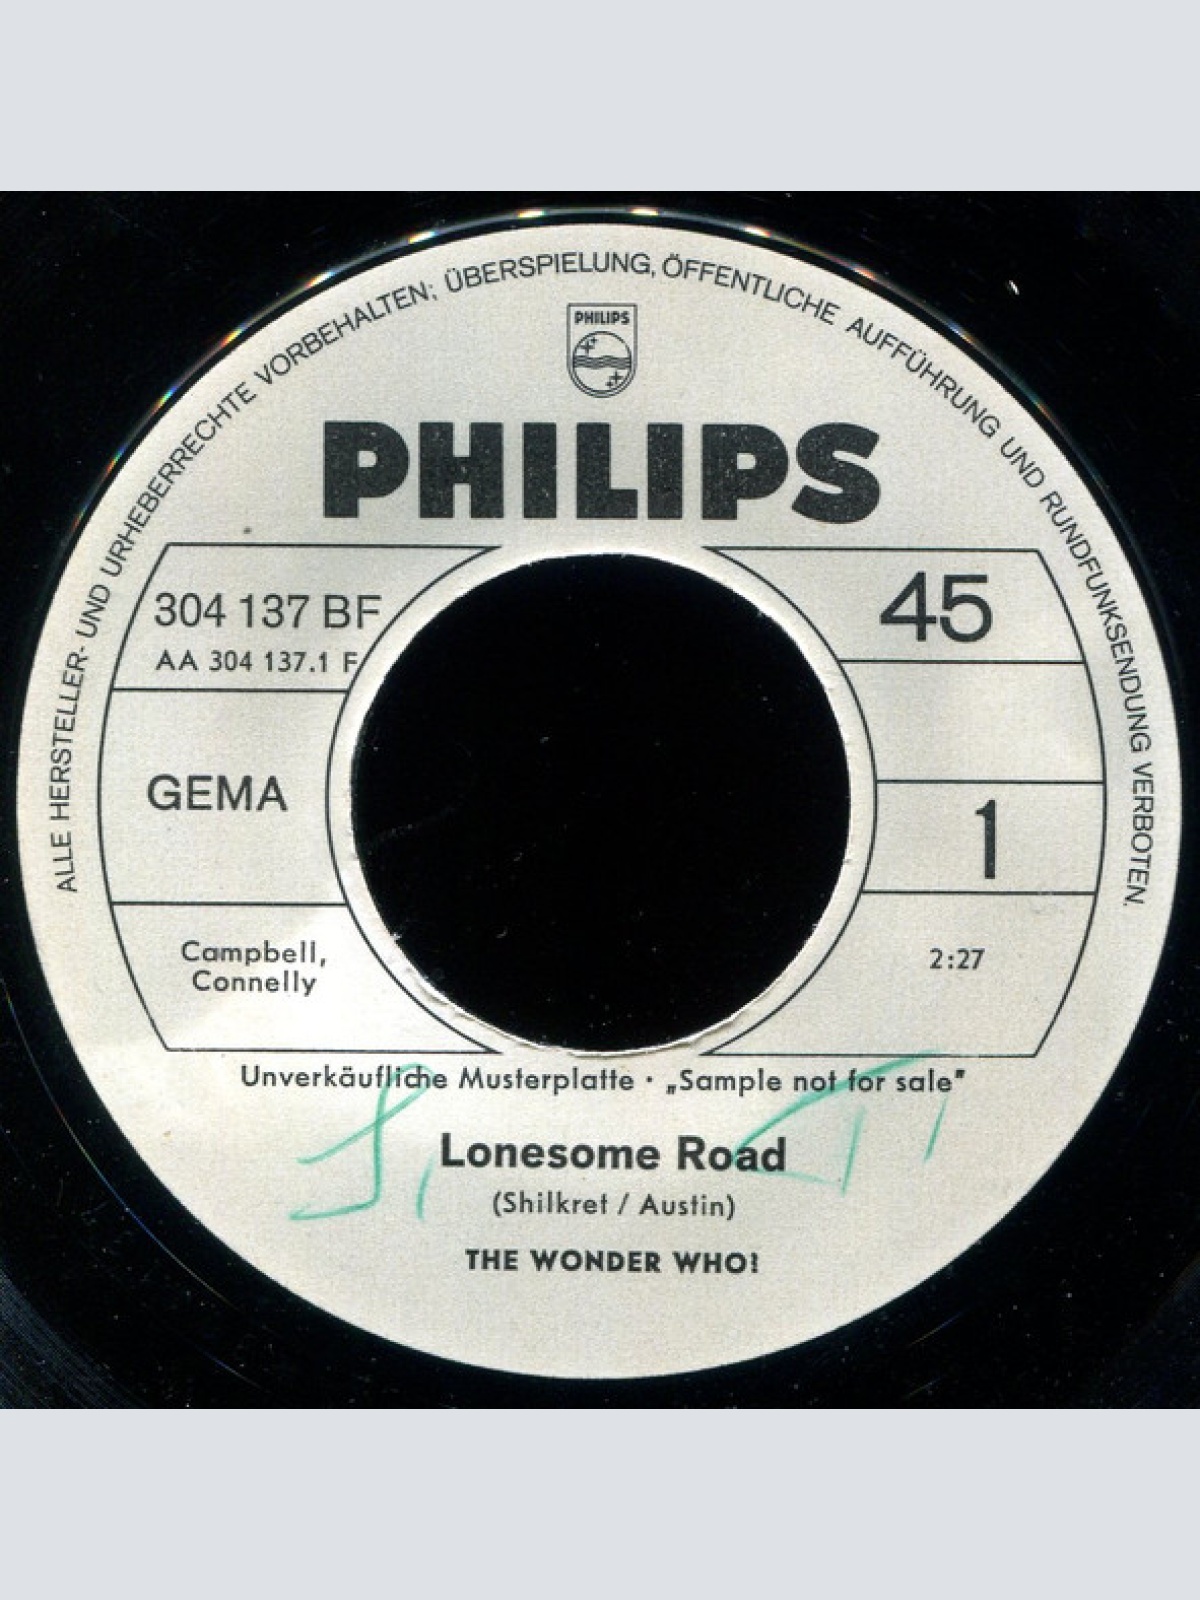 ALLE HERSTELLER- UND URHEBERRECHTE VORBEHALTEN; ÜBERSPIELUNG, ÖFFENTLICHE AUFFÜHRUNG UND RUNDFUNKSENDUNG VERBOTEN.
PHILIPS
PHILIPS
304 137 BF
AA 304 137.1 F
45
GEMA
1
Campbell,
Connelly
2:27
Unverkäufliche Musterplatte · „Sample not for sale"
Lonesome Road
(Shilkret / Austin)
THE WONDER WHO?